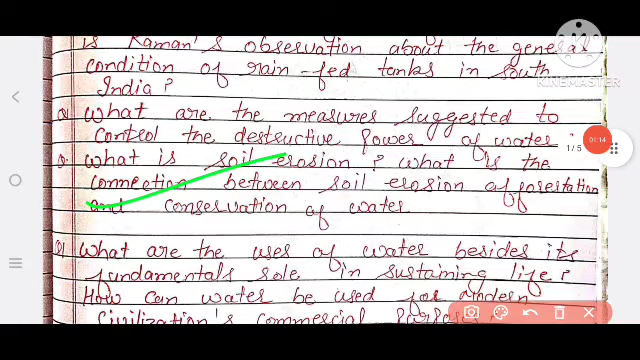 is Raman's observation about the general
condition of rain-fed tanks in South
India?
Q. What are the measures suggested to
control the destructive power of water
Q. What is soil erosion? What is the
connection between soil erosion afforestation
and conservation of water
Q. What are the uses of water besides its
fundamentals role in sustaining life?
How can water be used for modern
Civilization's commercial purposes
KINEMASTER
01:14
1/5